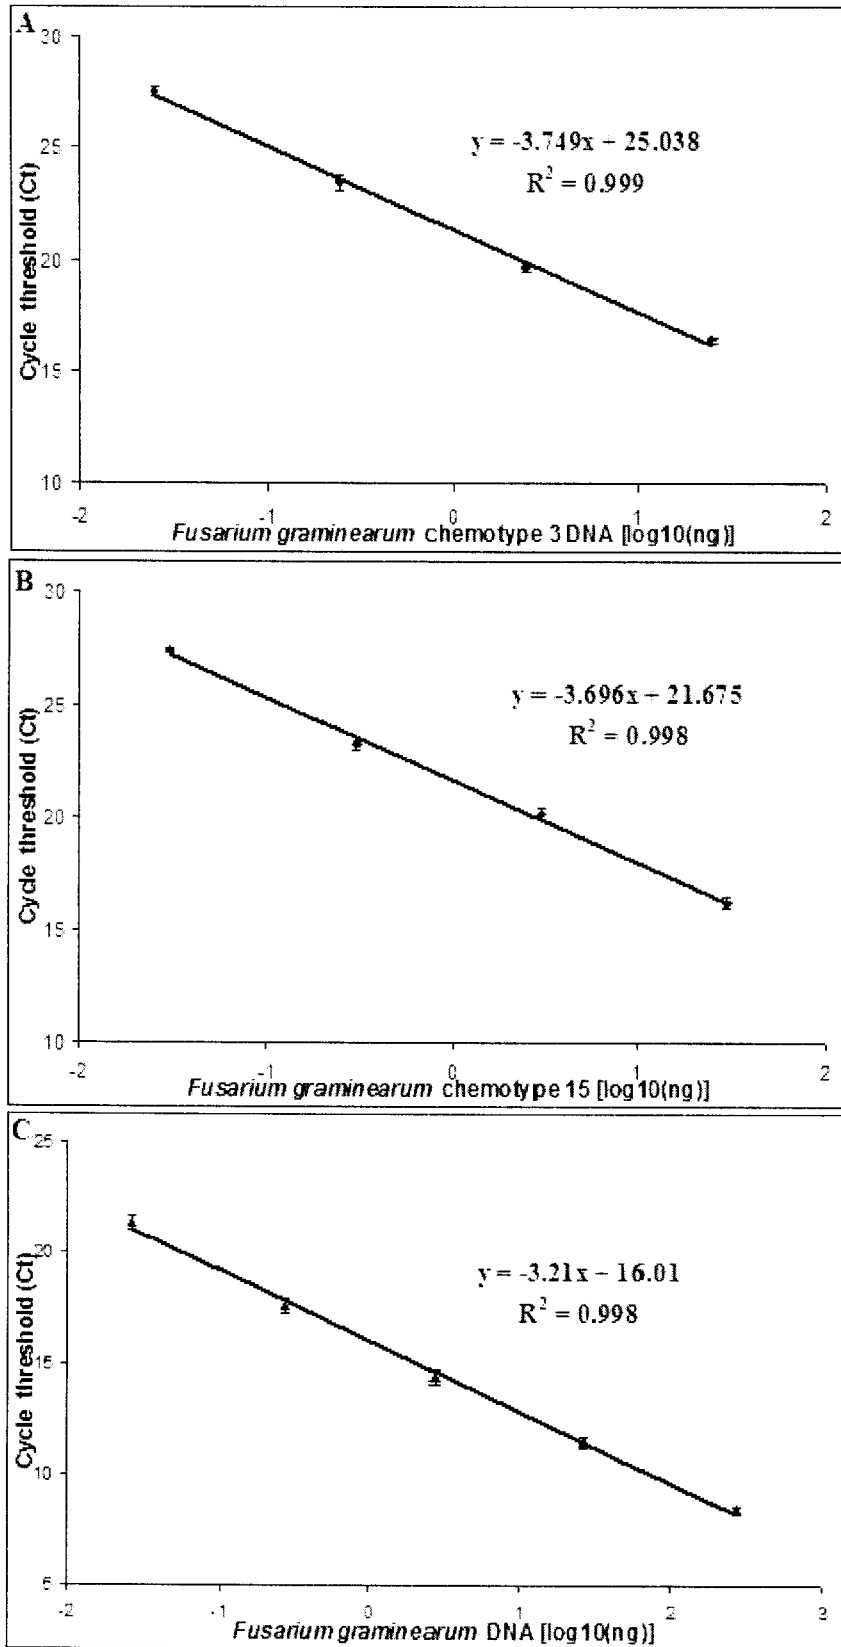 A
30
25
20
15
10
-2
-1
0
1
2
Cycle threshold (Ct)
y = -3.749x + 25.038
R² = 0.999
Fusarium graminearum chemotype 3 DNA [log10(ng)]
B
30
25
20
15
10
-2
-1
0
1
2
Cycle threshold (Ct)
y = -3.696x + 21.675
R² = 0.998
Fusarium graminearum chemotype 15 [log10(ng)]
C
25
20
15
10
5
-2
-1
0
1
2
3
Cycle threshold (Ct)
y = -3.21x + 16.01
R² = 0.998
Fusarium graminearum DNA [log10(ng)]